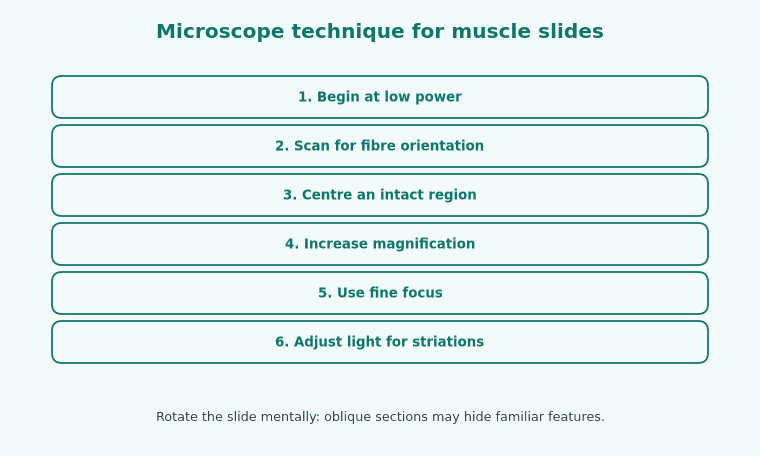 Microscope technique for muscle slides
1. Begin at low power
2. Scan for fibre orientation
3. Centre an intact region
4. Increase magnification
5. Use fine focus
6. Adjust light for striations
Rotate the slide mentally: oblique sections may hide familiar features.